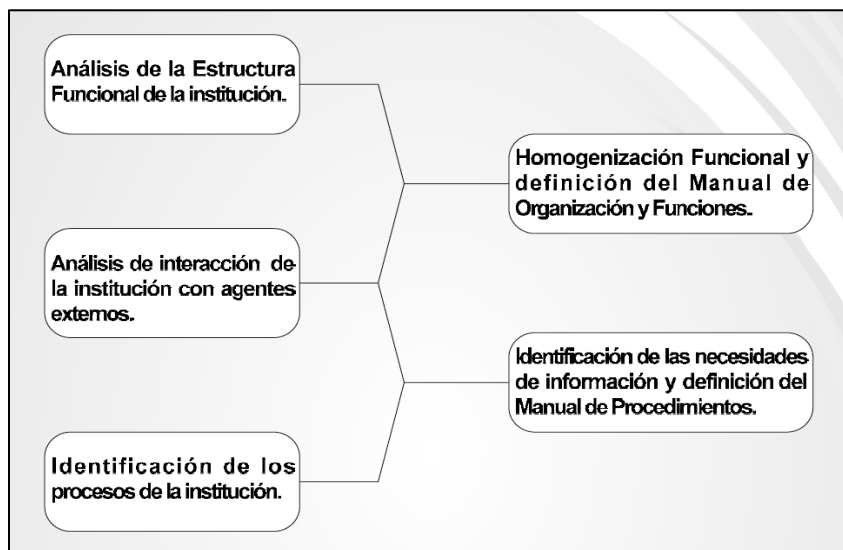 Análisis de la Estructura
Funcional de la institución.
Homogenización Funcional y
definición del Manual de
Organización y Funciones.
Análisis de interacción de
la institución con agentes
externos.
Identificación de las necesidades
de información y definición del
Manual de Procedimientos.
Identificación de los
procesos de la institución.